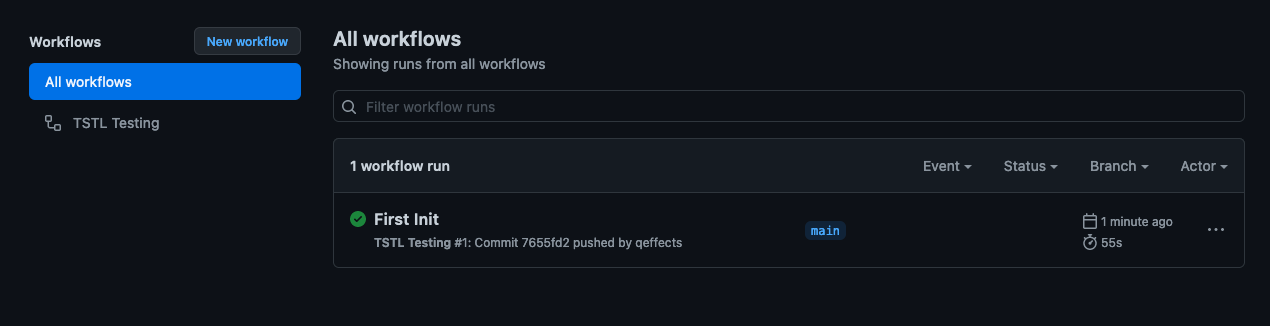 Workflows
New workflow
All workflows
TSTL Testing
All workflows
Showing runs from all workflows
Filter workflow runs
1 workflow run
Event
Status
Branch
Actor
First Init
TSTL Testing #1: Commit 7655fd2 pushed by qeffects
main
1 minute ago
55s